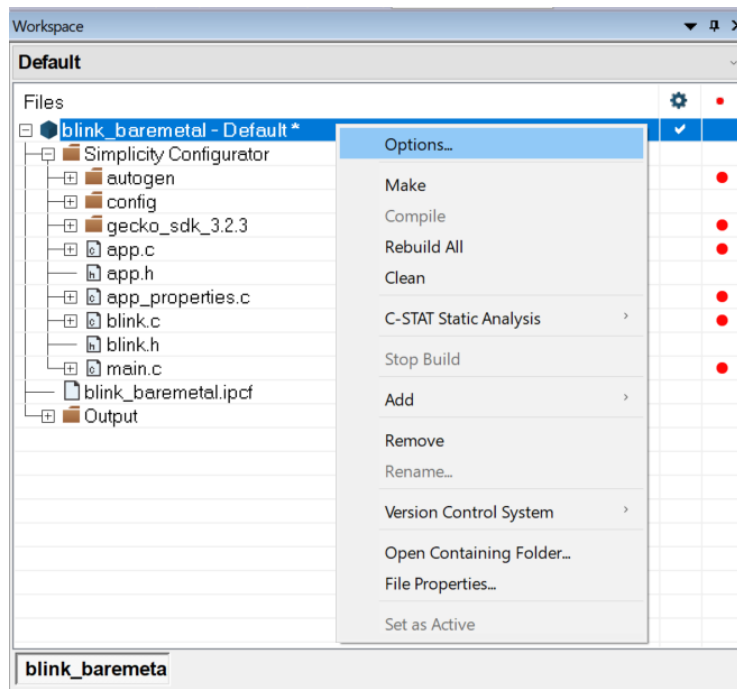 Workspace
Default
Files
blink_baremetal - Default *
Simplicity Configurator
autogen
config
gecko_sdk_3.2.3
app.c
app.h
app_properties.c
blink.c
blink.h
main.c
blink_baremetal.ipcf
Output
Options...
Make
Compile
Rebuild All
Clean
C-STAT Static Analysis
Stop Build
Add
Remove
Rename...
Version Control System
Open Containing Folder...
File Properties...
Set as Active
blink_baremeta